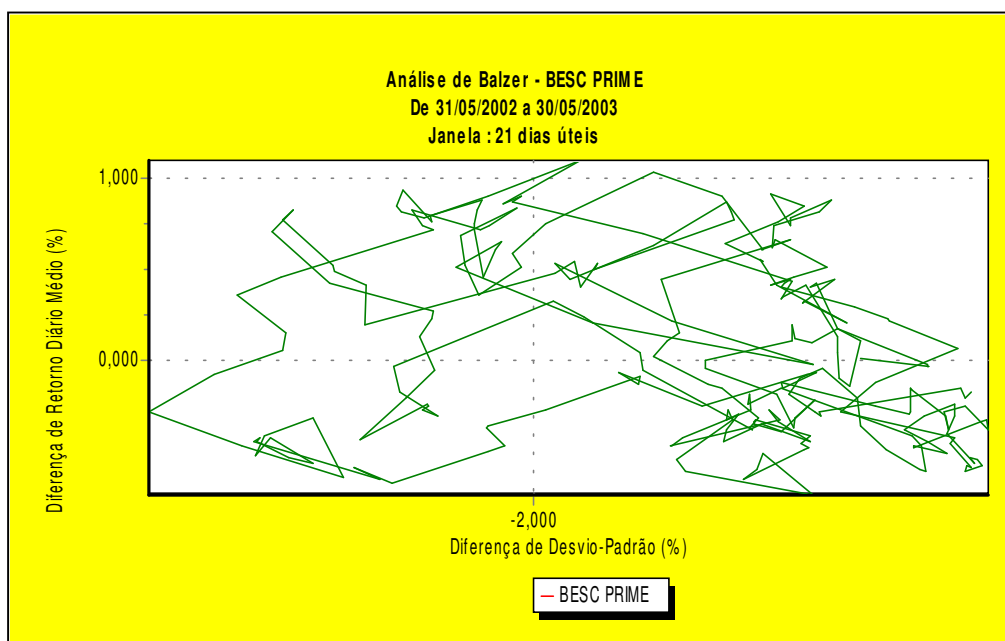 Análise de Balzer - BESC PRIME
De 31/05/2002 a 30/05/2003
Janela : 21 dias úteis
1,000
0,000
Diferença de Retorno Diário Médio (%)
-2,000
Diferença de Desvio-Padrão (%)
BESC PRIME